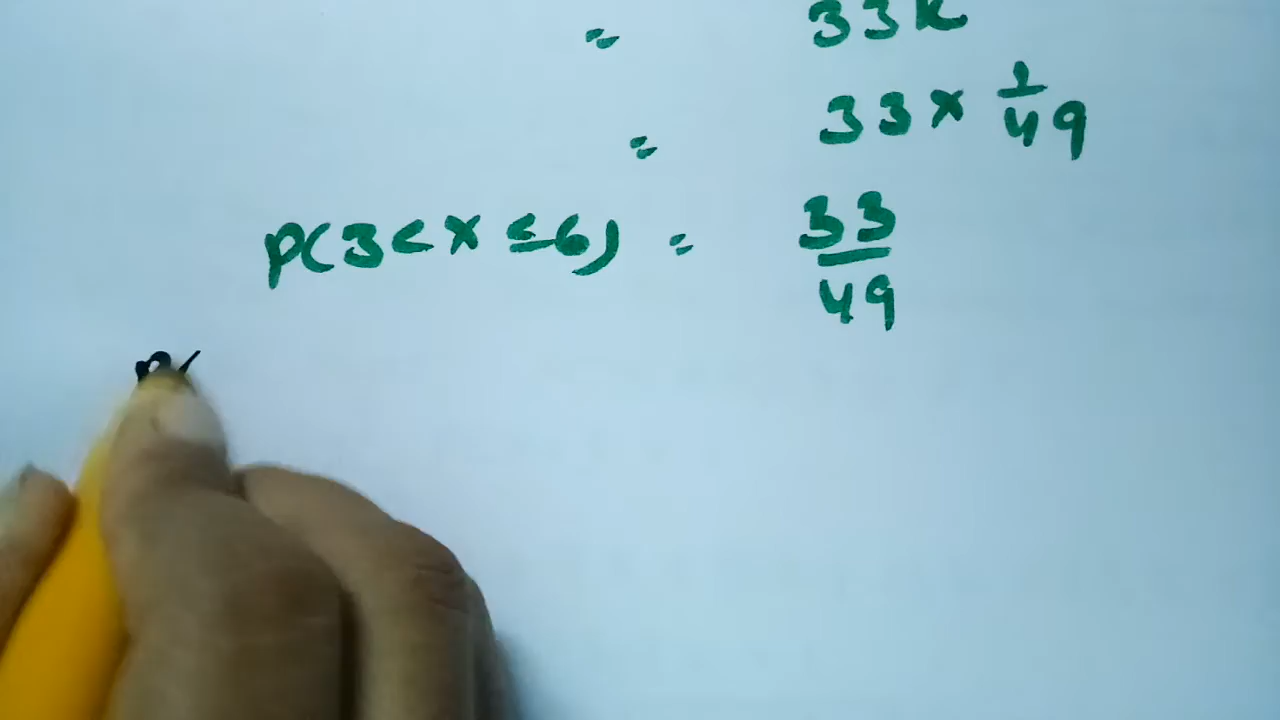 = 33k
= 33 x 1/49
P(3 < x ≤ 6) = 33/49